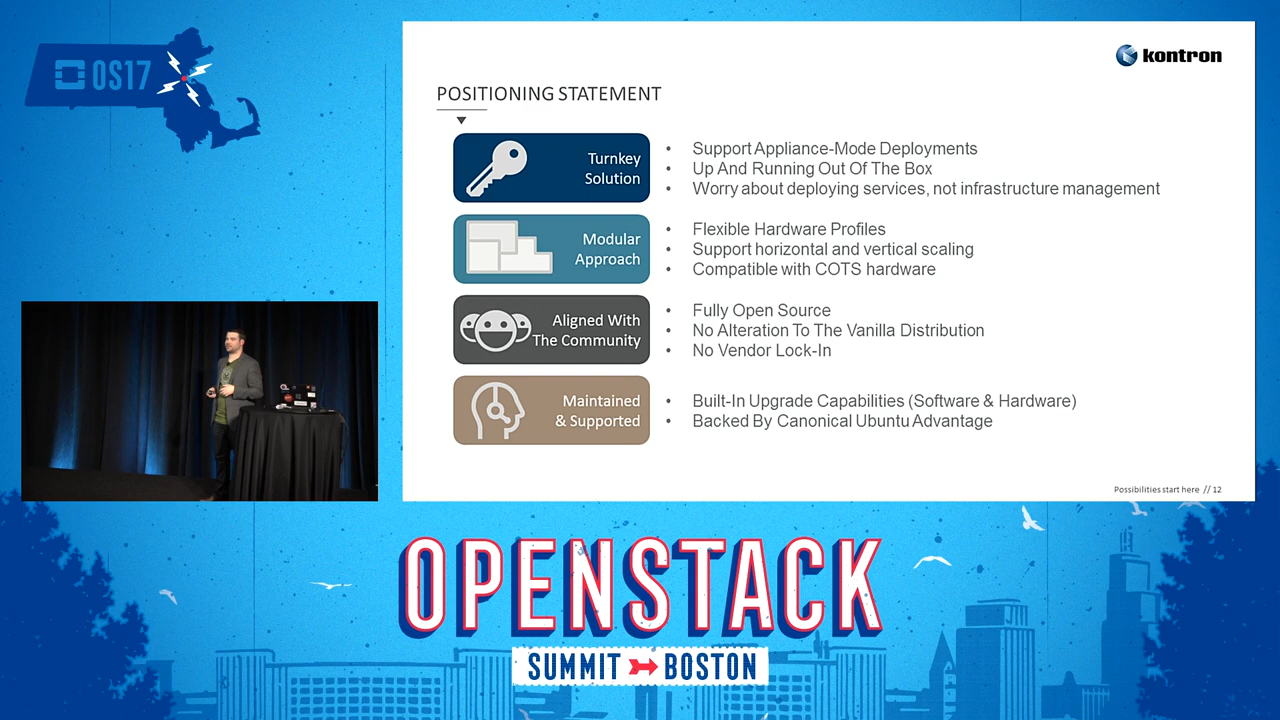 OS17
kontron
POSITIONING STATEMENT
Turnkey
Solution
• Support Appliance-Mode Deployments
• Up And Running Out Of The Box
• Worry about deploying services, not infrastructure management
Modular
Approach
• Flexible Hardware Profiles
• Support horizontal and vertical scaling
• Compatible with COTS hardware
Aligned With
The Community
• Fully Open Source
• No Alteration To The Vanilla Distribution
• No Vendor Lock-In
Maintained
& Supported
• Built-In Upgrade Capabilities (Software & Hardware)
• Backed By Canonical Ubuntu Advantage
Possibilities start here // 12
OPENSTACK
SUMMIT BOSTON